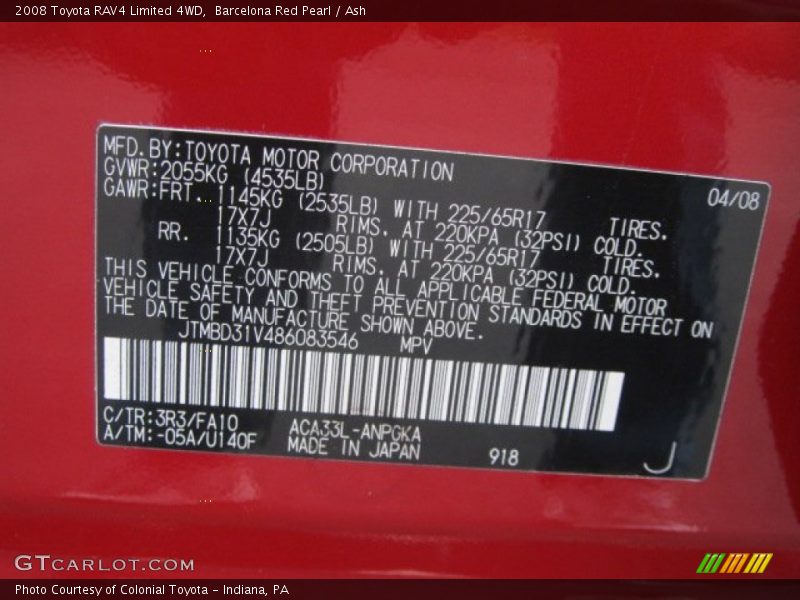 2008 Toyota RAV4 Limited 4WD,  Barcelona Red Pearl / Ash
MFD.BY:TOYOTA MOTOR CORPORATION 04/08
GVWR:2055KG (4535LB)
GAWR:FRT. 1145KG (2535LB) WITH 225/65R17 TIRES.
17X7J RIMS. AT 220KPA (32PSI) COLD.
RR. 1135KG (2505LB) WITH 225/65R17 TIRES.
17X7J RIMS. AT 220KPA (32PSI) COLD.
THIS VEHICLE CONFORMS TO ALL APPLICABLE FEDERAL MOTOR
VEHICLE SAFETY AND THEFT PREVENTION STANDARDS IN EFFECT ON
THE DATE OF MANUFACTURE SHOWN ABOVE.
JTMBD31V486083546 MPV
C/TR:3R3/FA10 ACA33L-ANPGKA
A/TM:-05A/U140F MADE IN JAPAN 918 J
GTCARLOT.COM
Photo Courtesy of Colonial Toyota - Indiana, PA